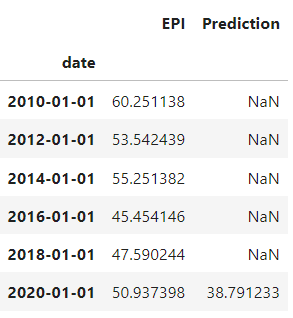 EPI Prediction
date
2010-01-01 60.251138 NaN
2012-01-01 53.542439 NaN
2014-01-01 55.251382 NaN
2016-01-01 45.454146 NaN
2018-01-01 47.590244 NaN
2020-01-01 50.937398 38.791233